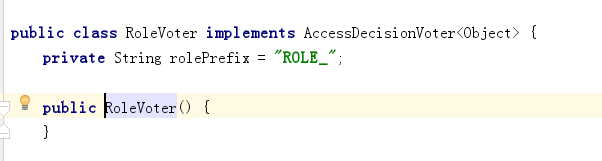 public class RoleVoter implements AccessDecisionVoter<Object> {
private String rolePrefix = "ROLE_";
public RoleVoter() {
}